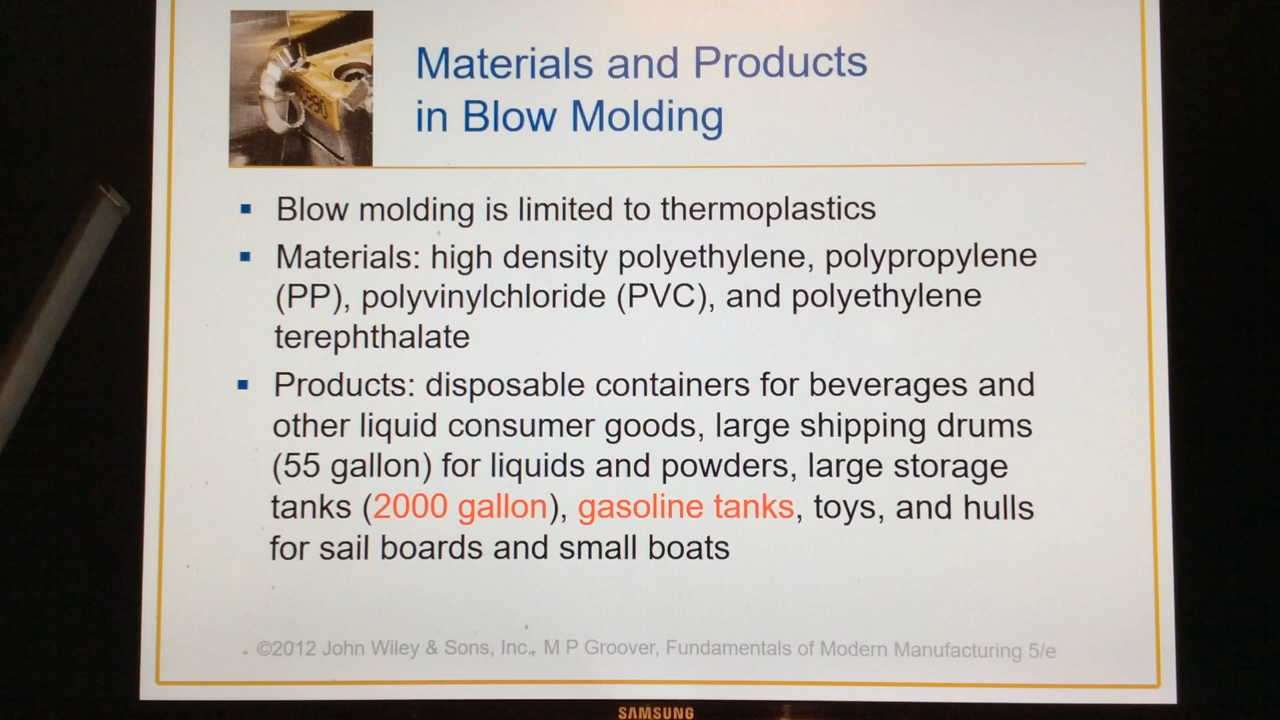 Materials and Products
in Blow Molding
Blow molding is limited to thermoplastics
Materials: high density polyethylene, polypropylene
(PP), polyvinylchloride (PVC), and polyethylene
terephthalate
Products: disposable containers for beverages and
other liquid consumer goods, large shipping drums
(55 gallon) for liquids and powders, large storage
tanks (2000 gallon), gasoline tanks, toys, and hulls
for sail boards and small boats
©2012 John Wiley & Sons, Inc., M P Groover, Fundamentals of Modern Manufacturing 5/e
SAMSUNG